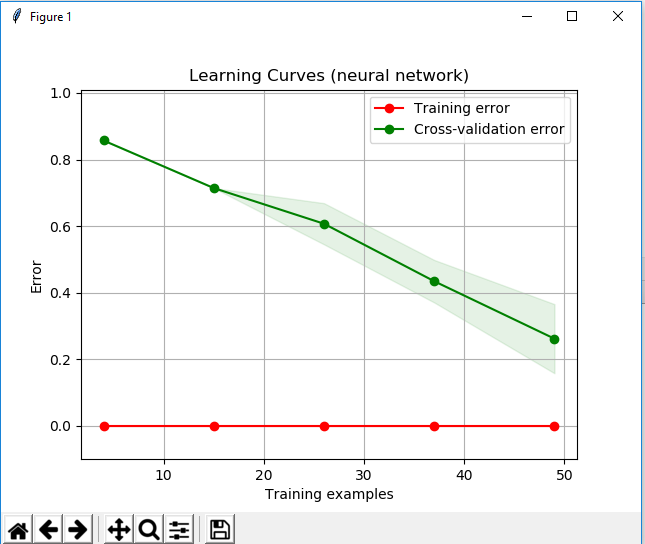 Figure 1
Learning Curves (neural network)
Training error
Cross-validation error
1.0
0.8
0.6
0.4
0.2
0.0
Error
10 20 30 40 50
Training examples